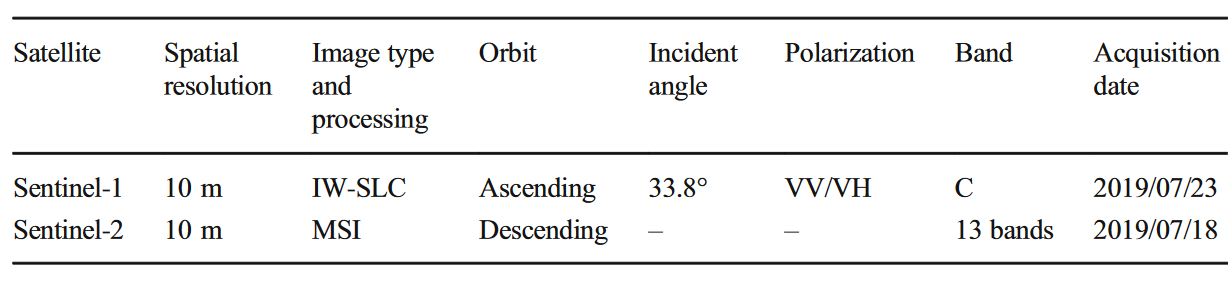 Satellite Spatial resolution Image type and processing Orbit Incident angle Polarization Band Acquisition date
Sentinel-1 10 m IW-SLC Ascending 33.8° VV/VH C 2019/07/23
Sentinel-2 10 m MSI Descending – – 13 bands 2019/07/18